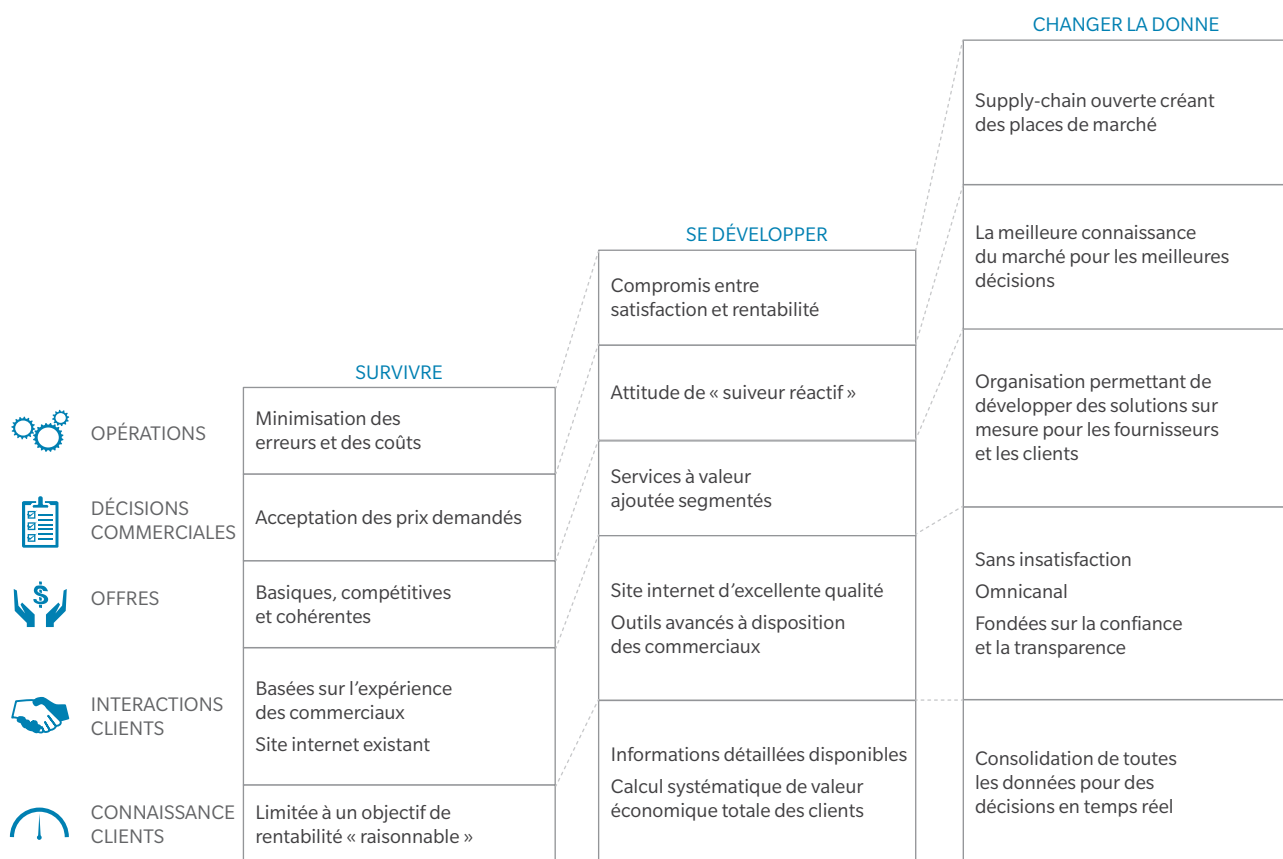 CHANGER LA DONNE
Supply-chain ouverte créant
des places de marché
La meilleure connaissance
du marché pour les meilleures
décisions
Organisation permettant de
développer des solutions sur
mesure pour les fournisseurs
et les clients
Sans insatisfaction
Omnicanal
Fondées sur la confiance
et la transparence
Consolidation de toutes
les données pour des
décisions en temps réel
SE DÉVELOPPER
Compromis entre
satisfaction et rentabilité
Attitude de « suiveur réactif »
Services à valeur
ajoutée segmentés
Site internet d'excellente qualité
Outils avancés à disposition
des commerciaux
Informations détaillées disponibles
Calcul systématique de valeur
économique totale des clients
SURVIVRE
OPÉRATIONS
Minimisation des
erreurs et des coûts
DÉCISIONS
COMMERCIALES
Acceptation des prix demandés
$
OFFRES
Basiques, compétitives
et cohérentes
INTERACTIONS
CLIENTS
Basées sur l'expérience
des commerciaux
Site internet existant
CONNAISSANCE
CLIENTS
Limitée à un objectif de
rentabilité « raisonnable »